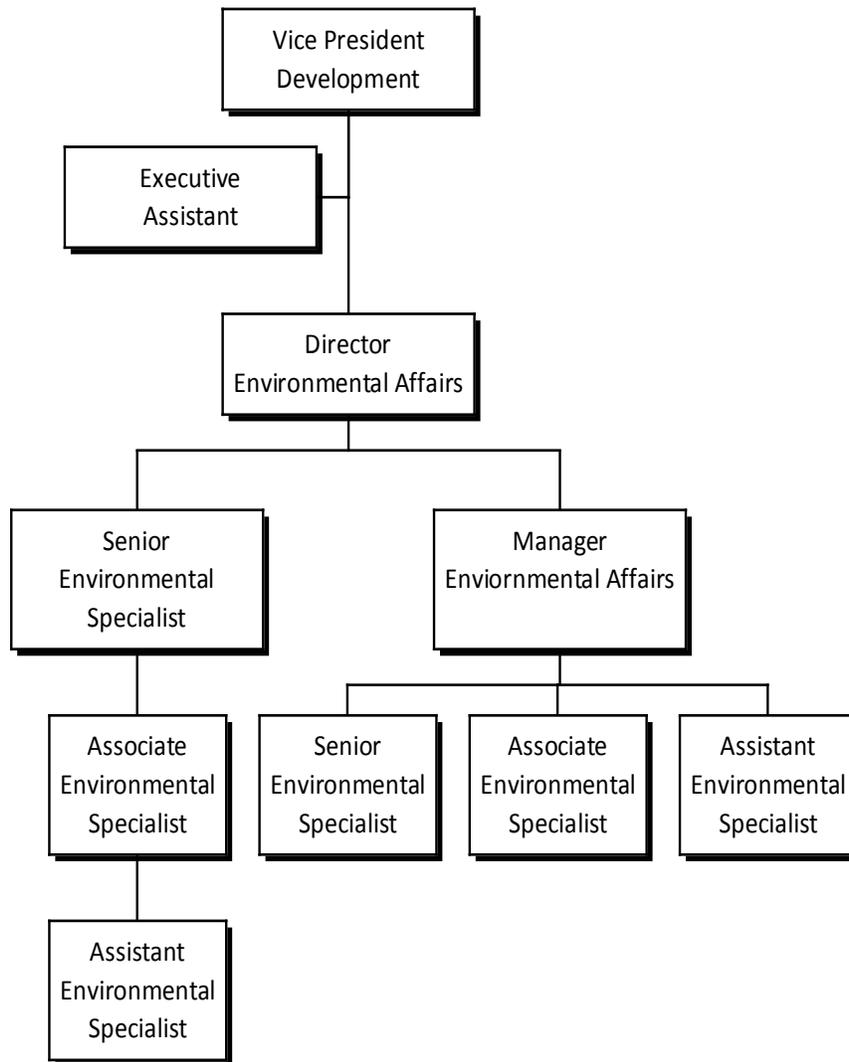 Vice President
Development
Executive
Assistant
Director
Environmental Affairs
Senior
Environmental
Specialist
Manager
Enviornmental Affairs
Associate
Environmental
Specialist
Senior
Environmental
Specialist
Associate
Environmental
Specialist
Assistant
Environmental
Specialist
Assistant
Environmental
Specialist